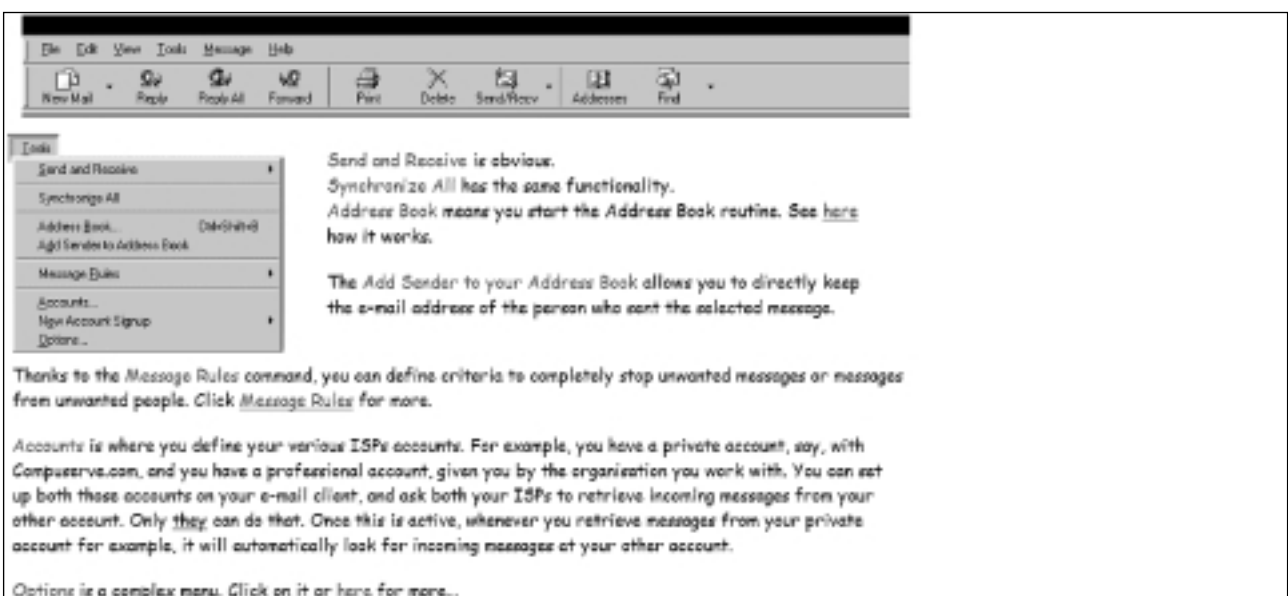 File Edit View Tools Message Help
New Mail Reply Reply All Forward Print Delete Send/Recv Addresses Find
Tools
Send and Receive
Synchronize All
Address Book... Ctrl+Shift+B
Add Sender to Address Book
Message Rules
Accounts...
New Account Signup
Options...
Send and Receive is obvious.
Synchronize All has the same functionality.
Address Book means you start the Address Book routine. See here
how it works.
The Add Sender to your Address Book allows you to directly keep
the e-mail address of the person who sent the selected message.
Thanks to the Message Rules command, you can define criteria to completely stop unwanted messages or messages
from unwanted people. Click Message Rules for more.
Accounts is where you define your various ISPs accounts. For example, you have a private account, say, with
Compuserve.com, and you have a professional account, given you by the organisation you work with. You can set
up both those accounts on your e-mail client, and ask both your ISPs to retrieve incoming messages from your
other account. Only they can do that. Once this is active, whenever you retrieve messages from your private
account for example, it will automatically look for incoming messages at your other account.
Options is a complex menu. Click on it or here for more...